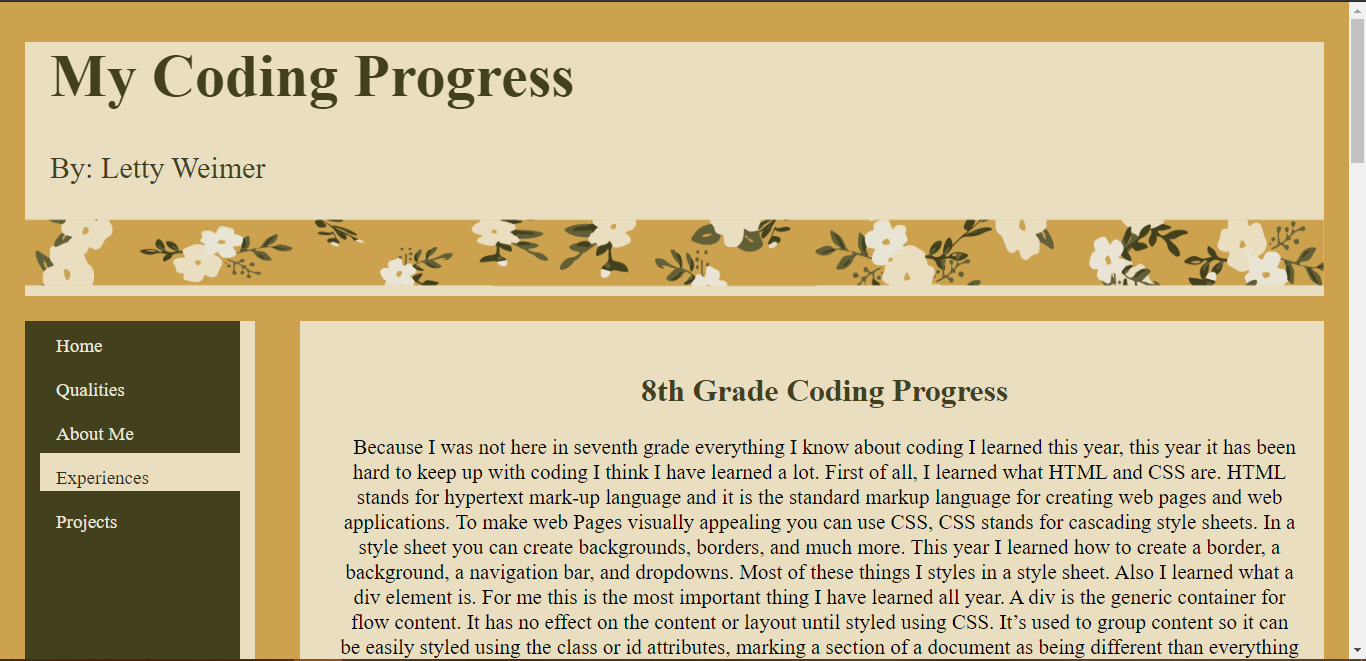 My Coding Progress
By: Letty Weimer
Home
Qualities
About Me
Experiences
Projects
8th Grade Coding Progress
Because I was not here in seventh grade everything I know about coding I learned this year, this year it has been
hard to keep up with coding I think I have learned a lot. First of all, I learned what HTML and CSS are. HTML
stands for hypertext mark-up language and it is the standard markup language for creating web pages and web
applications. To make web Pages visually appealing you can use CSS, CSS stands for cascading style sheets. In a
style sheet you can create backgrounds, borders, and much more. This year I learned how to create a border, a
background, a navigation bar, and dropdowns. Most of these things I styles in a style sheet. Also I learned what a
div element is. For me this is the most important thing I have learned all year. A div is the generic container for
flow content. It has no effect on the content or layout until styled using CSS. It’s used to group content so it can
be easily styled using the class or id attributes, marking a section of a document as being different than everything